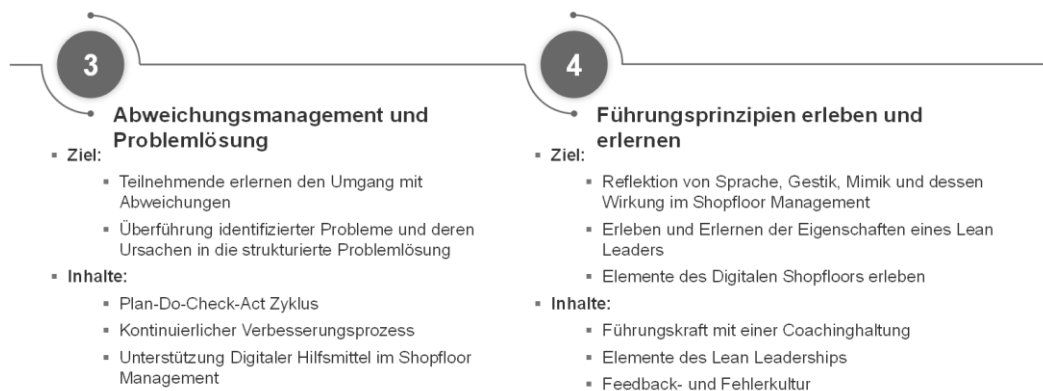 3
Abweichungsmanagement und
Problemlösung
▪ Ziel:
▪ Teilnehmende erlernen den Umgang mit
Abweichungen
▪ Überführung identifizierter Probleme und deren
Ursachen in die strukturierte Problemlösung
▪ Inhalte:
▪ Plan-Do-Check-Act Zyklus
▪ Kontinuierlicher Verbesserungsprozess
▪ Unterstützung Digitaler Hilfsmittel im Shopfloor
Management
4
Führungsprinzipien erleben und
erlernen
▪ Ziel:
▪ Reflektion von Sprache, Gestik, Mimik und dessen
Wirkung im Shopfloor Management
▪ Erleben und Erlernen der Eigenschaften eines Lean
Leaders
▪ Elemente des Digitalen Shopfloors erleben
▪ Inhalte:
▪ Führungskraft mit einer Coachinghaltung
▪ Elemente des Lean Leaderships
▪ Feedback- und Fehlerkultur